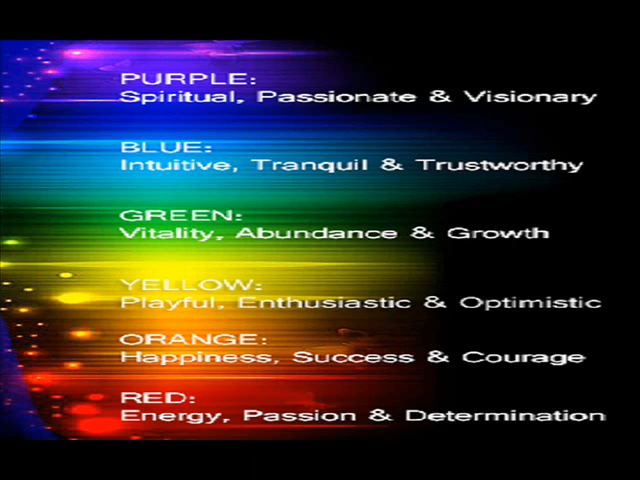 PURPLE:
Spiritual, Passionate & Visionary
BLUE:
Intuitive, Tranquil & Trustworthy
GREEN:
Vitality, Abundance & Growth
YELLOW:
Playful, Enthusiastic & Optimistic
ORANGE:
Happiness, Success & Courage
RED:
Energy, Passion & Determination